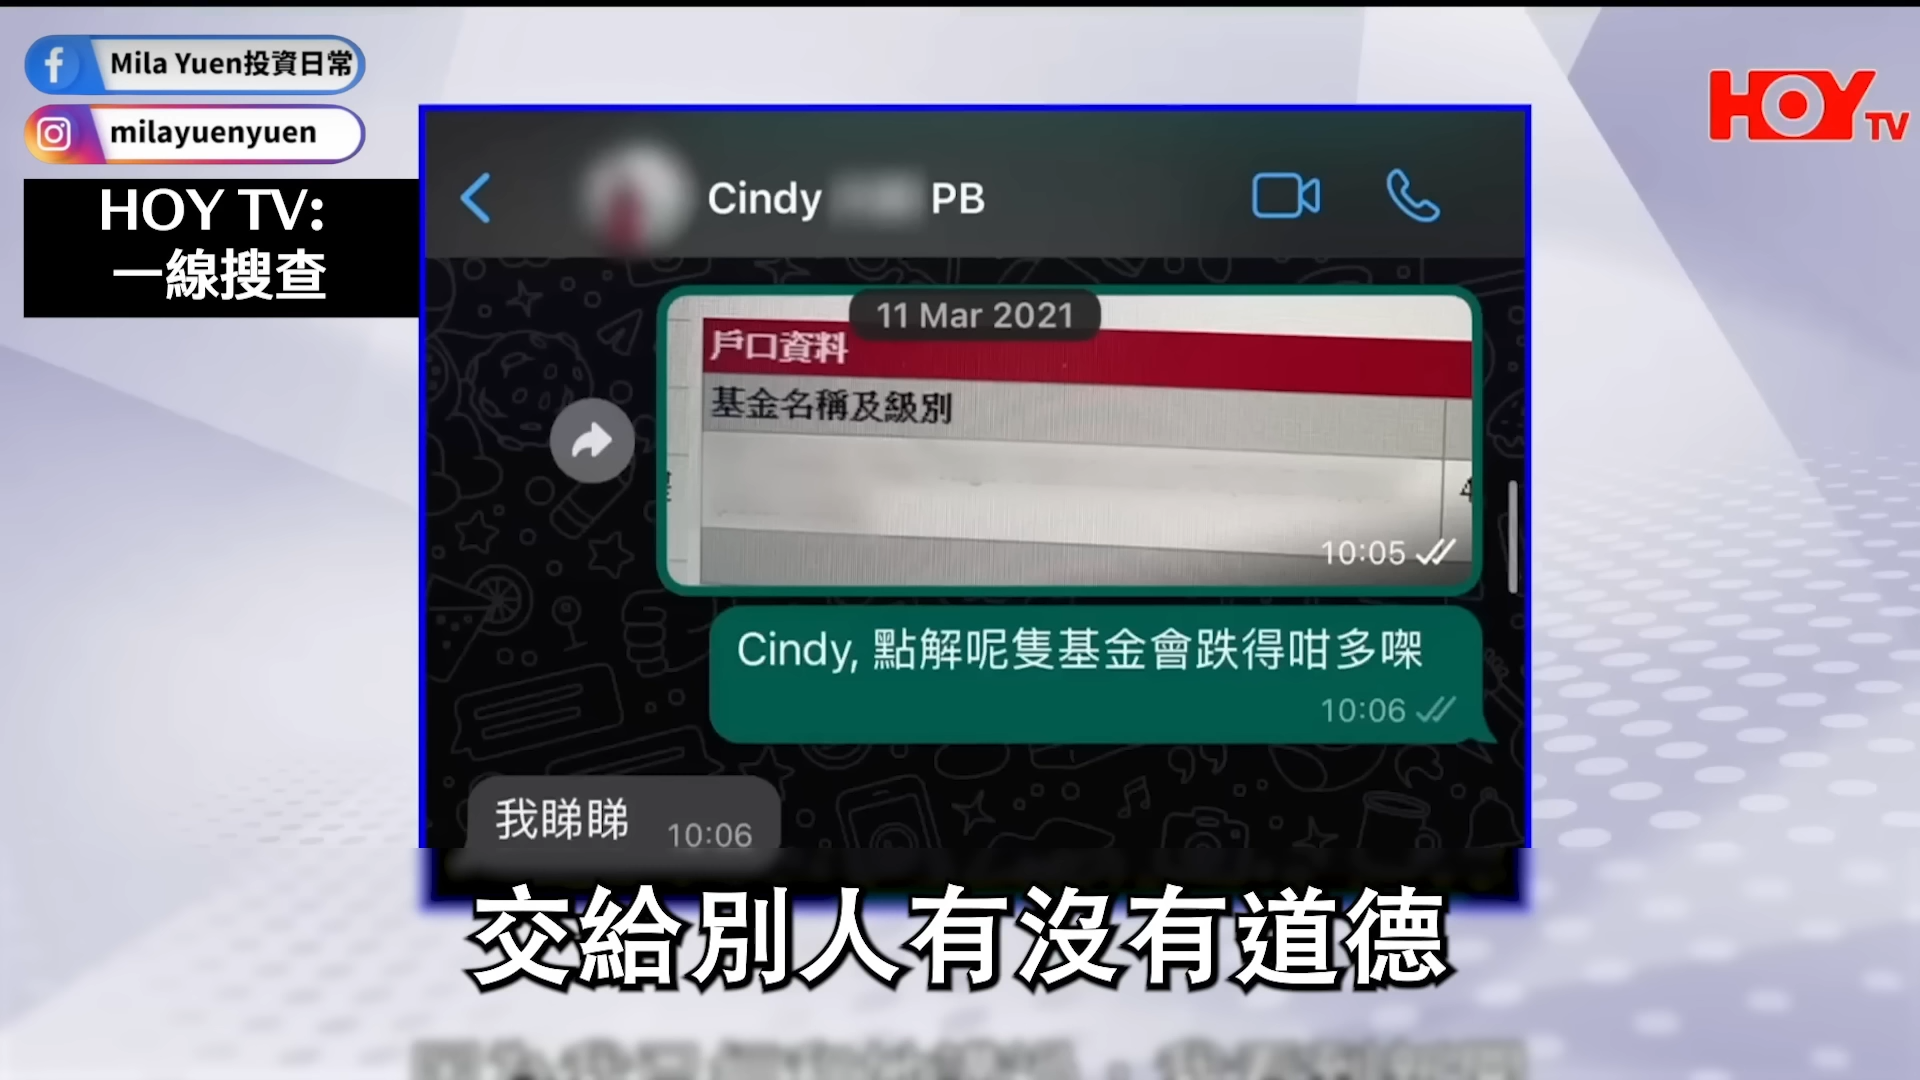 Mila Yuen投資日常
milayuenyuen
HOY TV
HOY TV:
一線搜查
Cindy PB
11 Mar 2021
戶口資料
基金名稱及級別
10:05
Cindy, 點解呢隻基金會跌得咁多㗎
10:06
我睇睇
10:06
交給別人有沒有道德